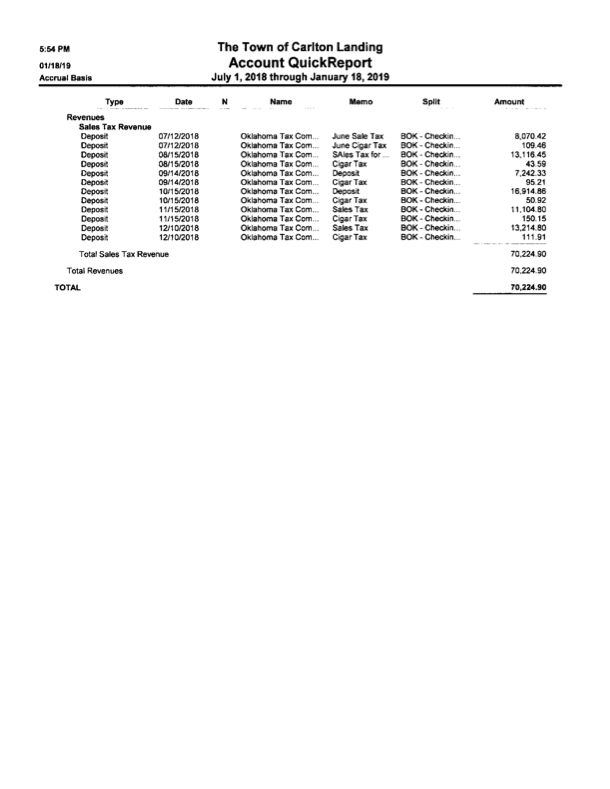 5:54 PM
The Town of Carlton Landing
01/18/19
Account QuickReport
Accrual Basis
July 1, 2018 through January 18, 2019
Type Date N Name Memo Split Amount
Revenues
Sales Tax Revenue
Deposit 07/12/2018 Oklahoma Tax Com... June Sale Tax BOK - Checkin... 8,070.42
Deposit 07/12/2018 Oklahoma Tax Com... June Cigar Tax BOK - Checkin... 109.46
Deposit 08/15/2018 Oklahoma Tax Com... SAles Tax for ... BOK - Checkin... 13,116.45
Deposit 08/15/2018 Oklahoma Tax Com... Cigar Tax BOK - Checkin... 43.59
Deposit 09/14/2018 Oklahoma Tax Com... Deposit BOK - Checkin... 7,242.33
Deposit 09/14/2018 Oklahoma Tax Com... Cigar Tax BOK - Checkin... 95.21
Deposit 10/15/2018 Oklahoma Tax Com... Deposit BOK - Checkin... 16,914.86
Deposit 10/15/2018 Oklahoma Tax Com... Cigar Tax BOK - Checkin... 50.92
Deposit 11/15/2018 Oklahoma Tax Com... Sales Tax BOK - Checkin... 11,104.80
Deposit 11/15/2018 Oklahoma Tax Com... Cigar Tax BOK - Checkin... 150.15
Deposit 12/10/2018 Oklahoma Tax Com... Sales Tax BOK - Checkin... 13,214.80
Deposit 12/10/2018 Oklahoma Tax Com... Cigar Tax BOK - Checkin... 111.91
Total Sales Tax Revenue 70,224.90
Total Revenues 70,224.90
TOTAL 70,224.90